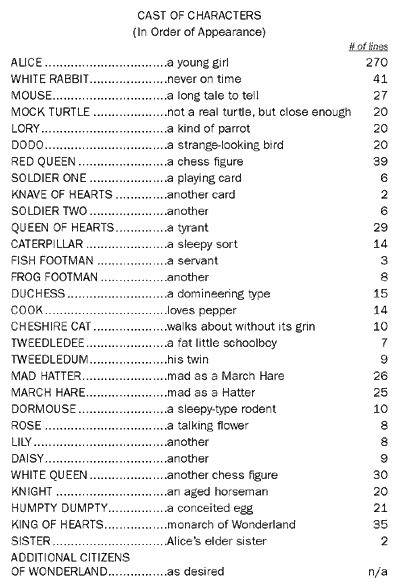 CAST OF CHARACTERS
(In Order of Appearance)
# of lines
ALICE...............................a young girl 270
WHITE RABBIT....................never on time 41
MOUSE.............................a long tale to tell 27
MOCK TURTLE ...................not a real turtle, but close enough 20
LORY................................a kind of parrot 20
DODO...............................a strange-looking bird 20
RED QUEEN .......................a chess figure 39
SOLDIER ONE .....................a playing card 6
KNAVE OF HEARTS .............another card 2
SOLDIER TWO .....................another 6
QUEEN OF HEARTS..............a tyrant 29
CATERPILLAR .....................a sleepy sort 14
FISH FOOTMAN ..................a servant 3
FROG FOOTMAN .................another 8
DUCHESS..........................a domineering type 15
COOK................................loves pepper 14
CHESHIRE CAT...................walks about without its grin 10
TWEEDLEDEE.....................a fat little schoolboy 7
TWEEDLEDUM....................his twin 9
MAD HATTER......................mad as a March Hare 26
MARCH HARE.....................mad as a Hatter 25
DORMOUSE .......................a sleepy-type rodent 10
ROSE ................................a talking flower 8
LILY...................................another 8
DAISY................................another 9
WHITE QUEEN ...................another chess figure 30
KNIGHT .............................an aged horseman 20
HUMPTY DUMPTY...............a conceited egg 21
KING OF HEARTS................monarch of Wonderland 35
SISTER ..............................Alice's elder sister 2
ADDITIONAL CITIZENS
OF WONDERLAND...............as desired n/a